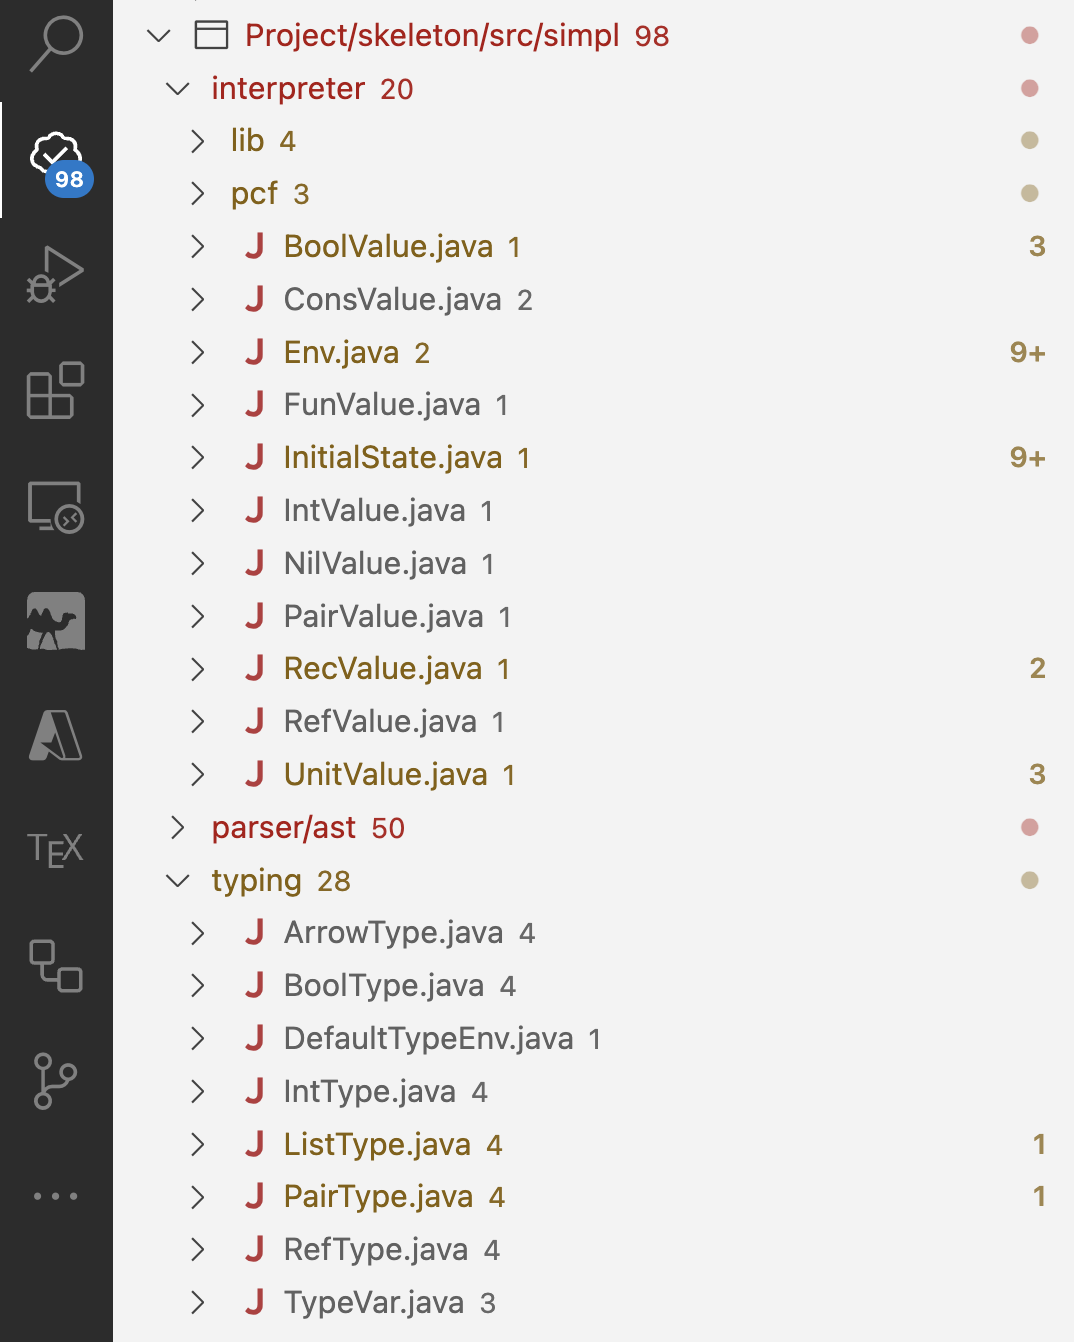 Project/skeleton/src/simpl 98
interpreter 20
lib 4
98
pcf 3
BoolValue.java 1 3
ConsValue.java 2
Env.java 2 9+
FunValue.java 1
InitialState.java 1 9+
IntValue.java 1
NilValue.java 1
PairValue.java 1
RecValue.java 1 2
RefValue.java 1
UnitValue.java 1 3
parser/ast 50
TEX
typing 28
ArrowType.java 4
BoolType.java 4
DefaultTypeEnv.java 1
IntType.java 4
ListType.java 4 1
PairType.java 4 1
RefType.java 4
TypeVar.java 3